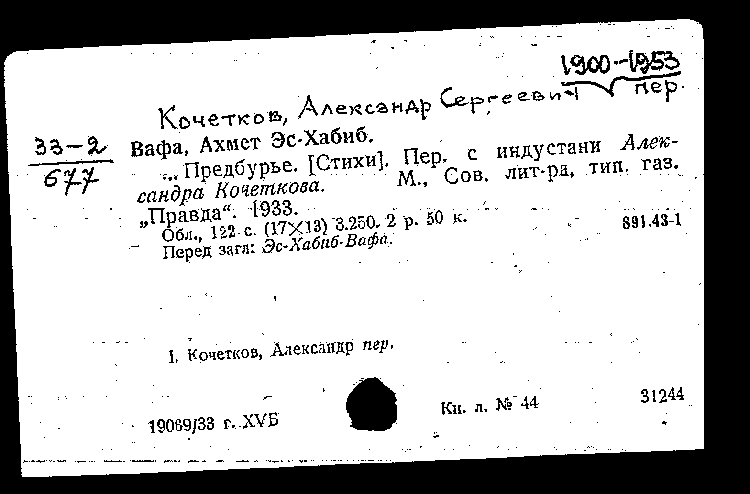 1900-1953
Кочетков, Александр Сергеевич пер.
33-2
677
Вафа, Ахмет Эс-Хабиб.
... Предбурье. [Стихи]. Пер. с индустани Алек-
сандра Кочеткова. М., Сов. лит-ра, тип. газ.
„Правда“. 1933.
Обл., 122 с. (17×13) 3.250. 2 р. 50 к.
891.43-1
Перед загл: Эс-Хабиб-Вафа.
I. Кочетков, Александр пер.
19069/33 г. XVБ
Кн. л. № 44
31244